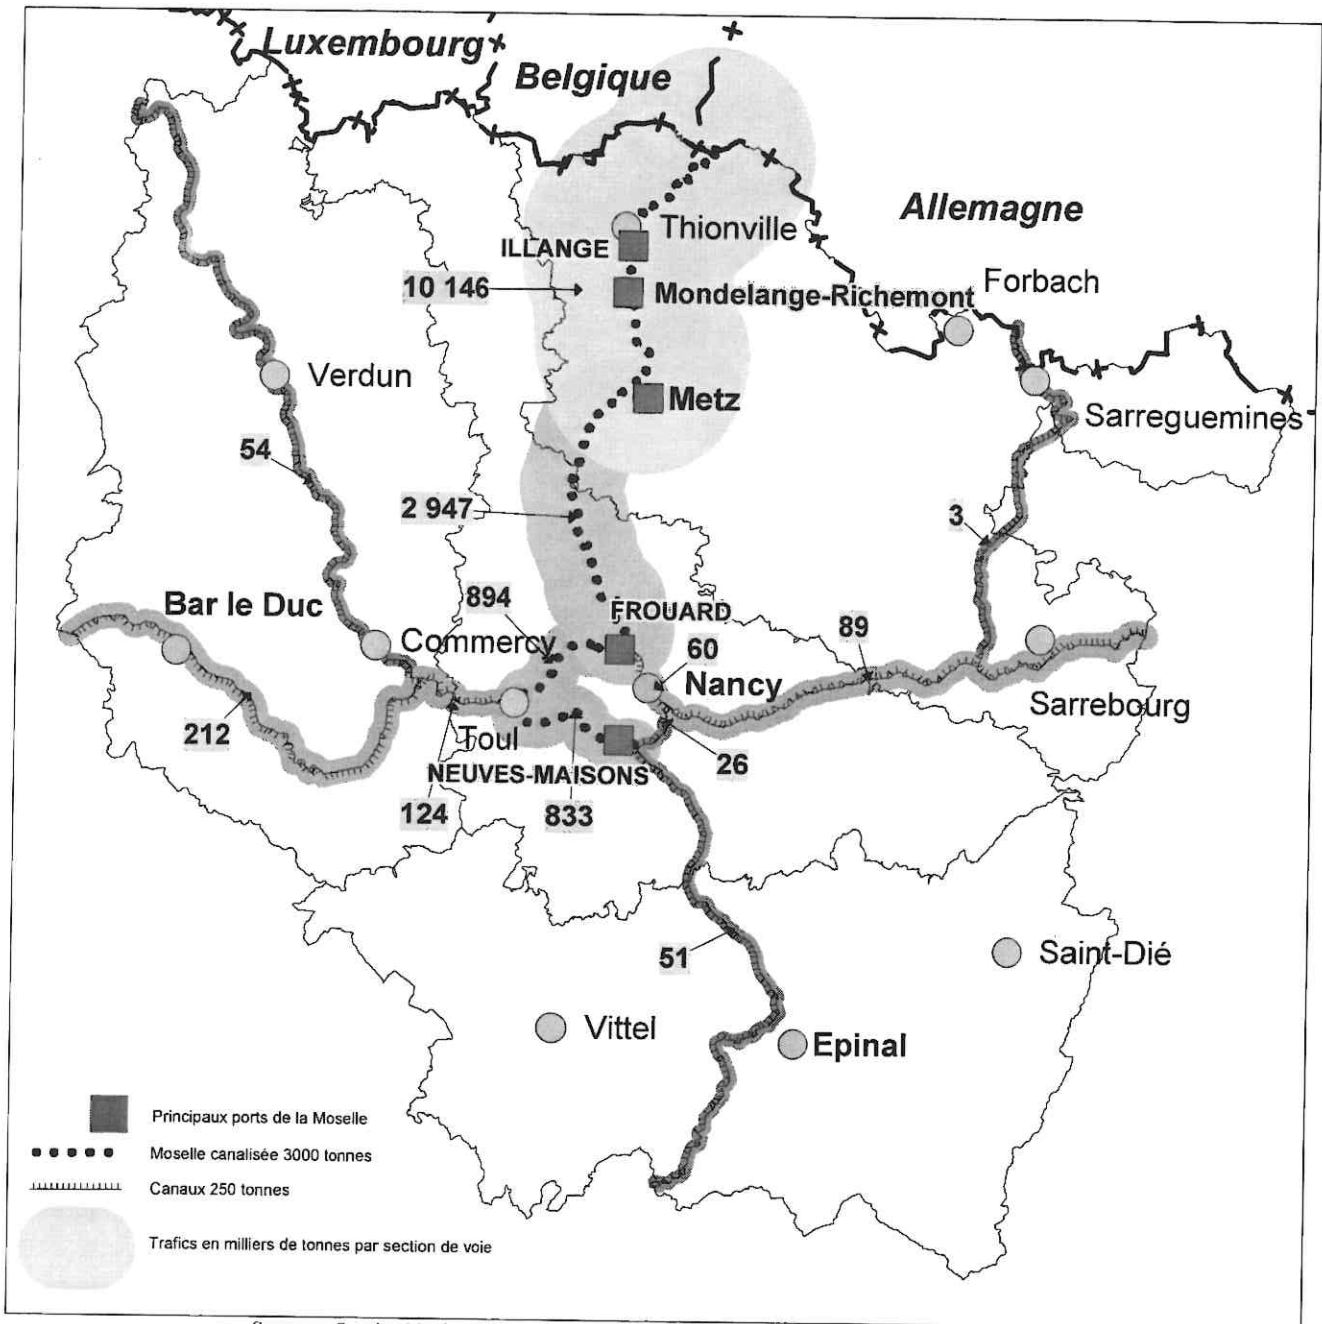 Luxembourg
Belgique
Allemagne
Thionville
ILLANGE
10 146
Mondelange-Richemont
Forbach
Verdun
Metz
Sarreguemines
54
2 947
3
Bar le Duc
894
FROUARD
Commercy
60
89
Nancy
Sarrebourg
212
Toul
26
NEUVES-MAISONS
124
833
51
Saint-Dié
Vittel
Epinal
Principaux ports de la Moselle
Moselle canalisée 3000 tonnes
Canaux 250 tonnes
Trafics en milliers de tonnes par section de voie